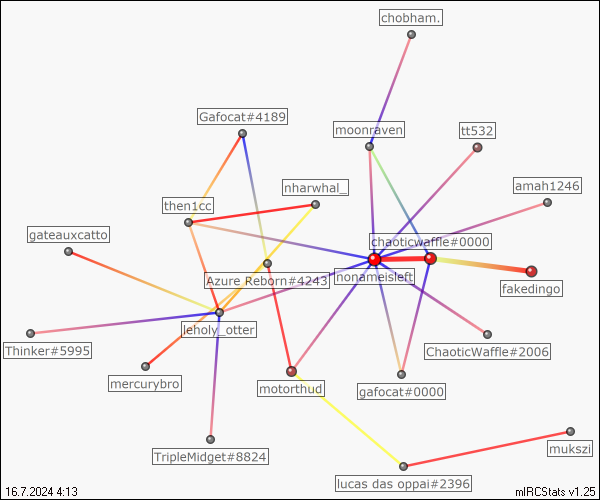 chobham.
Gafocat#4189
moonraven
tt532
nharwhal_
amah1246
then1cc
gateauxcatto
chaoticwaffle#0000
Azure Reborn#4243
nonameisleft
fakedingo
leholy_otter
Thinker#5995
ChaoticWaffle#2006
mercurybro
motorthud
gafocat#0000
TripleMidget#8824
mukszi
lucas das oppai#2396
16.7.2024 4:13
mIRCStats v1.25